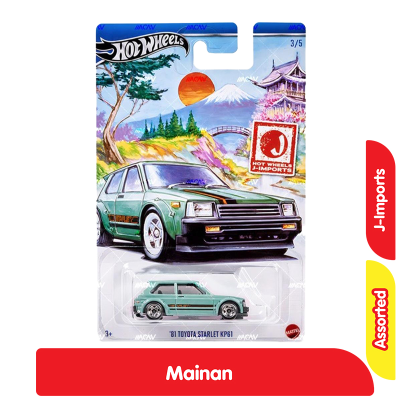 HOT WHEELS
3/5
J
HOT WHEELS
J-IMPORTS
3+
'81 TOYOTA STARLET KP61
MATTEL
J-Imports
Assorted
Mainan